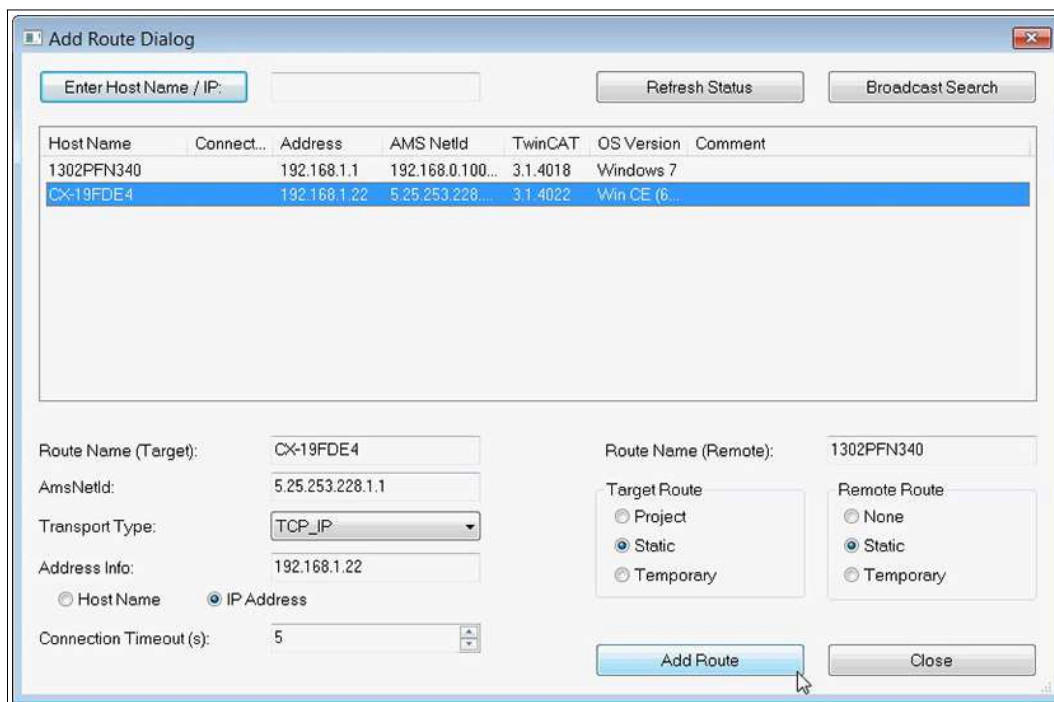 Add Route Dialog
Enter Host Name / IP: Refresh Status Broadcast Search
Host Name Connect... Address AMS NetId TwinCAT OS Version Comment
1302PFN340 192.168.1.1 192.168.0.100... 3.1.4018 Windows 7
CX-19FDE4 192.168.1.22 5.25.253.228.... 3.1.4022 Win CE (6...
Route Name (Target): CX-19FDE4 Route Name (Remote): 1302PFN340
AmsNetId: 5.25.253.228.1.1 Target Route Remote Route
Project None
Transport Type: TCP_IP
Static Static
Address Info: 192.168.1.22
Temporary Temporary
Host Name IP Address
Connection Timeout (s): 5
Add Route Close